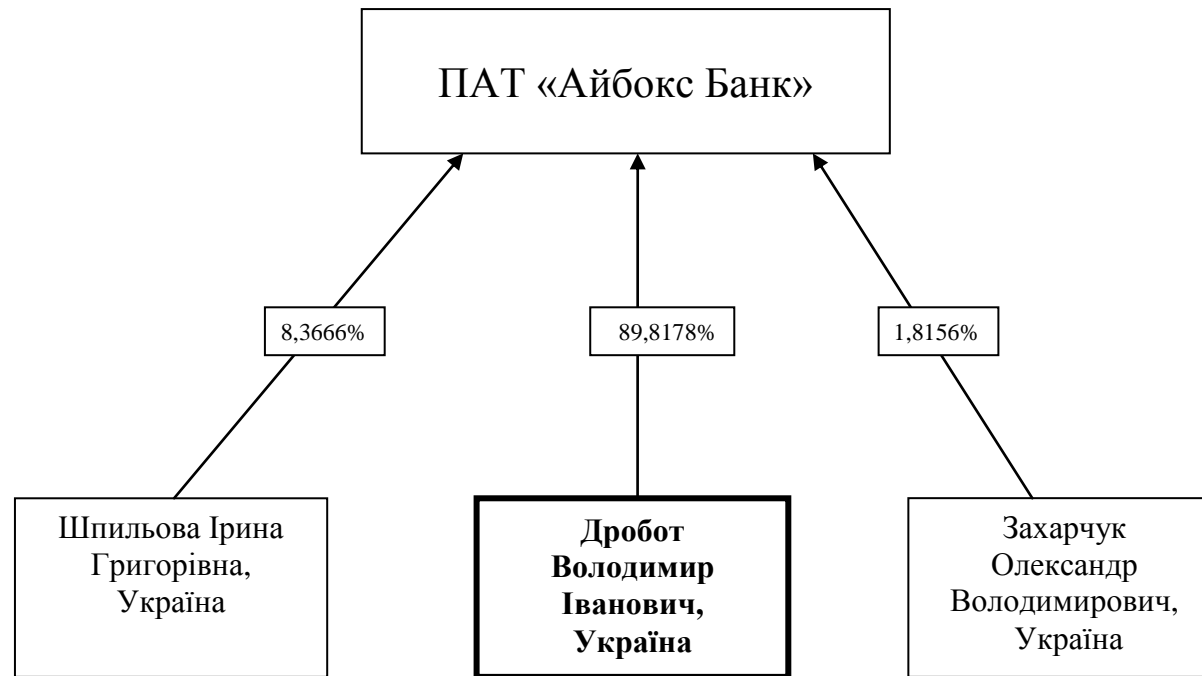 ПАТ «Айбокс Банк»
8,3666%
89,8178%
1,8156%
Шпильова Ірина
Григорівна,
Україна
Дробот
Володимир
Іванович,
Україна
Захарчук
Олександр
Володимирович,
Україна